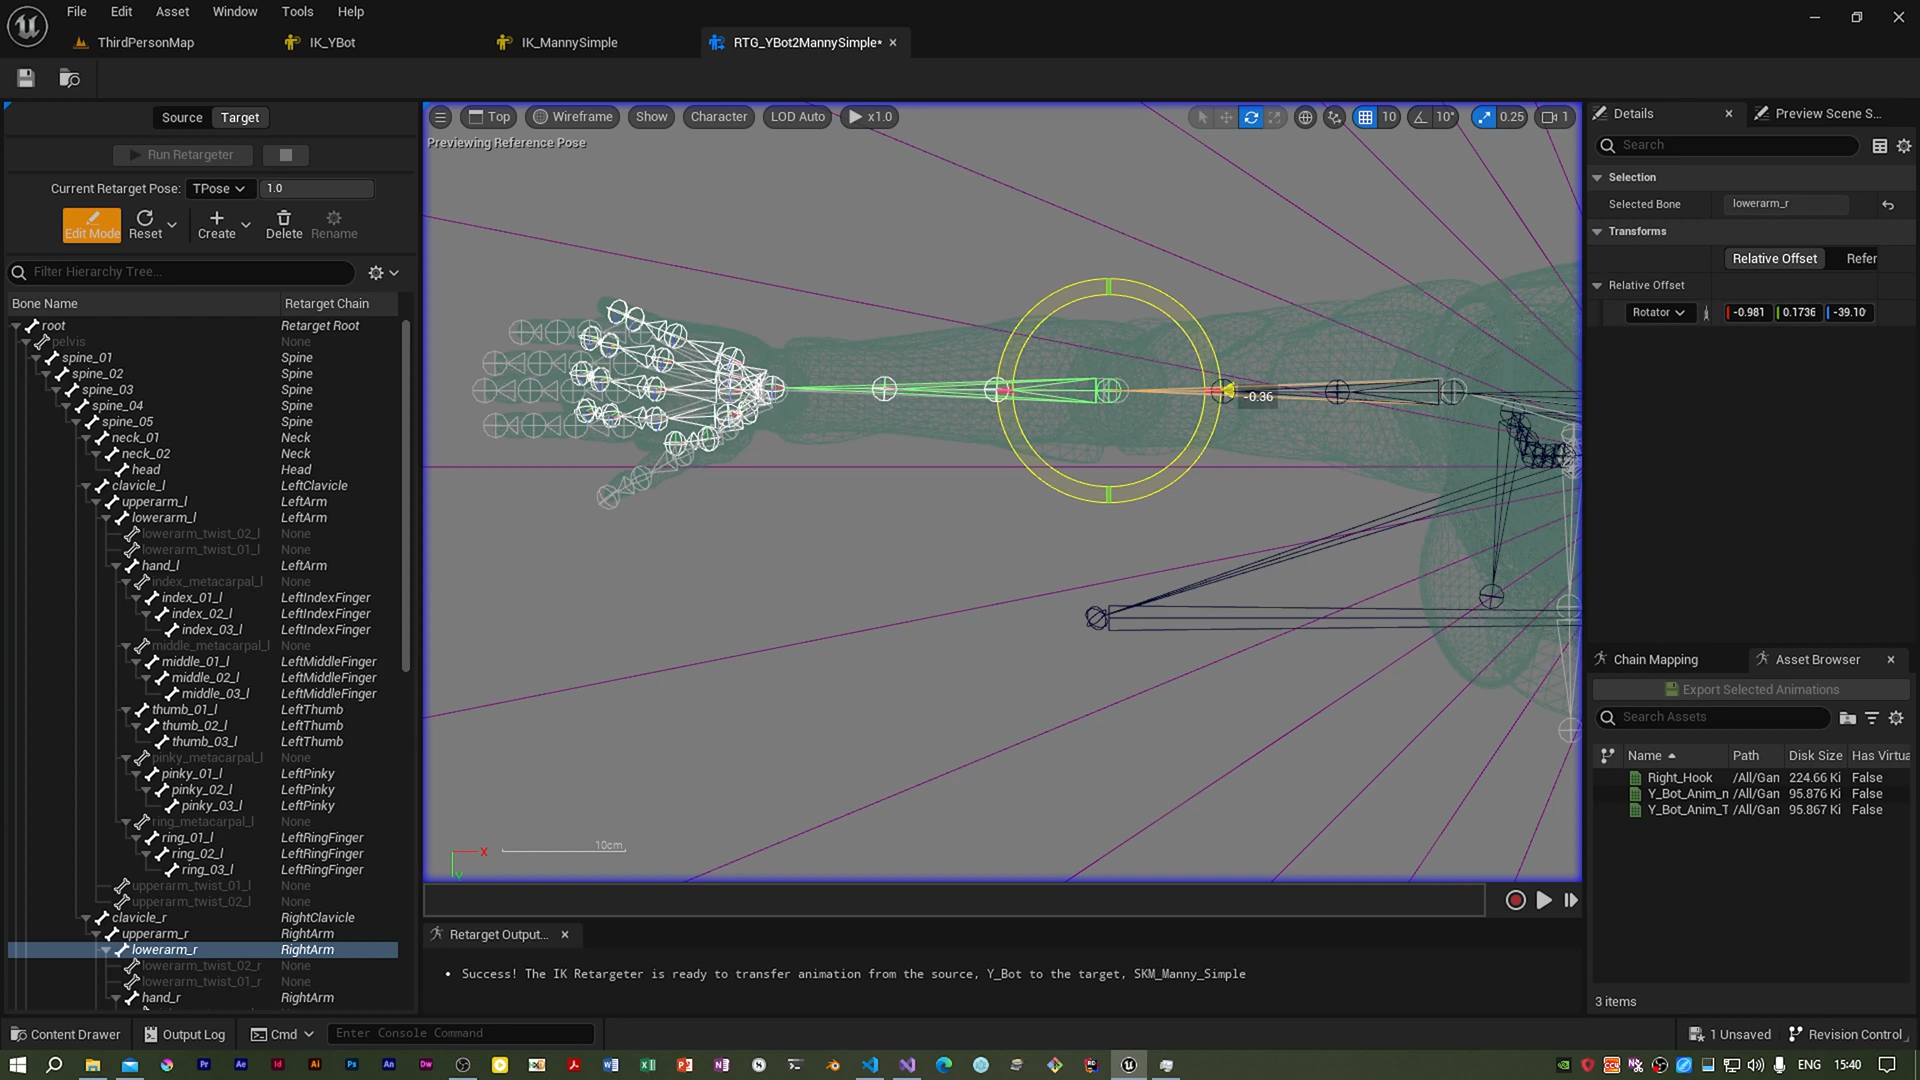 File Edit Asset Window Tools Help
ThirdPersonMap IK_YBot IK_MannySimple RTG_YBot2MannySimple*
Source Target
Run Retargeter
Current Retarget Pose: TPose 1.0
Edit Mode Reset Create Delete Rename
Filter Hierarchy Tree...
Bone Name Retarget Chain
root Retarget Root
pelvis None
spine_01 Spine
spine_02 Spine
spine_03 Spine
spine_04 Spine
spine_05 Spine
neck_01 Neck
neck_02 Neck
head Head
clavicle_l LeftClavicle
upperarm_l LeftArm
lowerarm_l LeftArm
lowerarm_twist_02_l None
lowerarm_twist_01_l None
hand_l LeftArm
index_metacarpal_l None
index_01_l LeftIndexFinger
index_02_l LeftIndexFinger
index_03_l LeftIndexFinger
middle_metacarpal_l None
middle_01_l LeftMiddleFinger
middle_02_l LeftMiddleFinger
middle_03_l LeftMiddleFinger
thumb_01_l LeftThumb
thumb_02_l LeftThumb
thumb_03_l LeftThumb
pinky_metacarpal_l None
pinky_01_l LeftPinky
pinky_02_l LeftPinky
pinky_03_l LeftPinky
ring_metacarpal_l None
ring_01_l LeftRingFinger
ring_02_l LeftRingFinger
ring_03_l LeftRingFinger
upperarm_twist_01_l None
upperarm_twist_02_l None
clavicle_r RightClavicle
upperarm_r RightArm
lowerarm_r RightArm
lowerarm_twist_02_r None
lowerarm_twist_01_r None
hand_r RightArm
Top Wireframe Show Character LOD Auto x1.0 10 10° 0.25 1
Previewing Reference Pose
-0.36
10cm
X
Y
Retarget Output...
Success! The IK Retargeter is ready to transfer animation from the source, Y_Bot to the target, SKM_Manny_Simple
Details Preview Scene S...
Search
Selection
Selected Bone lowerarm_r
Transforms
Relative Offset Refer
Relative Offset
Rotator -0.981 0.1736 -39.10
Chain Mapping Asset Browser
Export Selected Animations
Search Assets
Name Path Disk Size Has Virtua
Right_Hook /All/Gan 224.66 Ki False
Y_Bot_Anim_n /All/Gan 95.876 Ki False
Y_Bot_Anim_T /All/Gan 95.867 Ki False
3 items
Content Drawer Output Log Cmd Enter Console Command 1 Unsaved Revision Control
Pr Ae Id Ai Ps An Dw
ENG 15:40